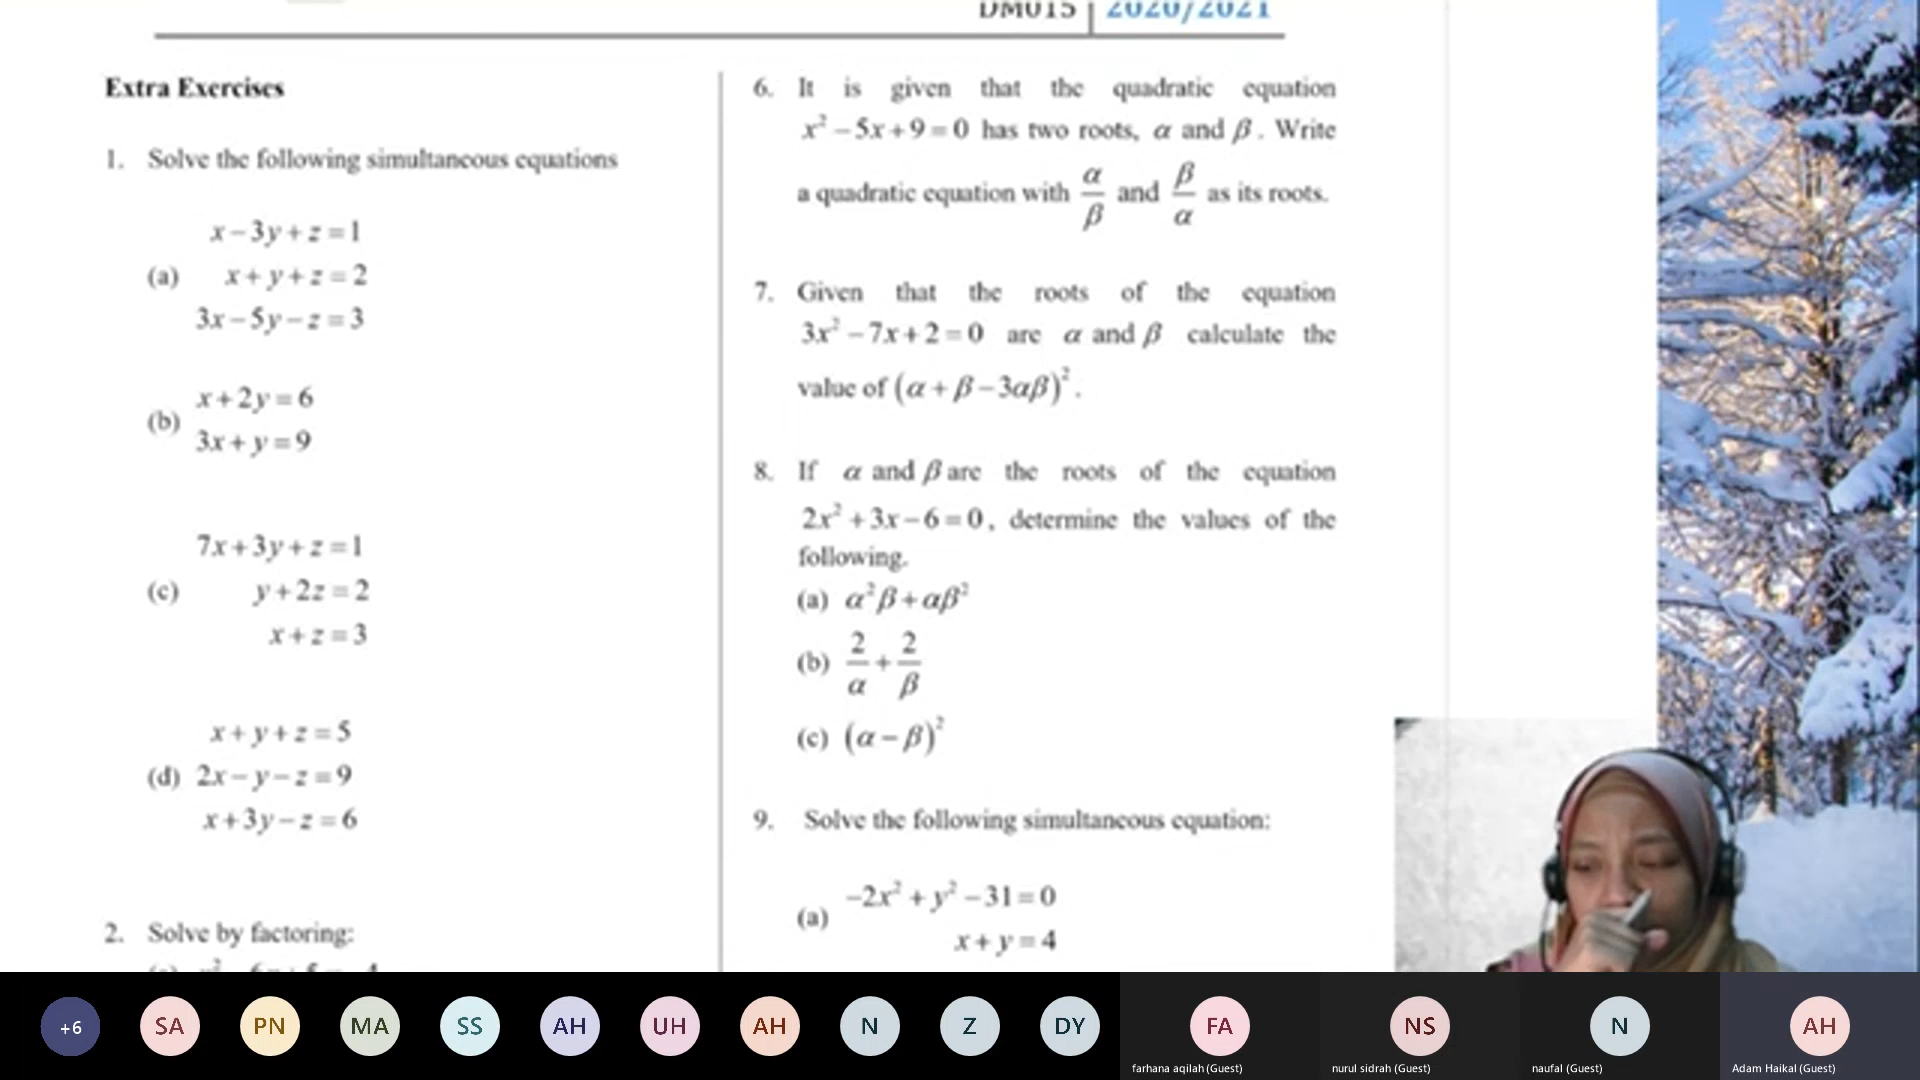 DM015 2020/2021
Extra Exercises
1. Solve the following simultaneous equations
x − 3y + z = 1
(a) x + y + z = 2
3x − 5y − z = 3
x + 2y = 6
(b)
3x + y = 9
7x + 3y + z = 1
(c) y + 2z = 2
x + z = 3
x + y + z = 5
(d) 2x − y − z = 9
x + 3y − z = 6
2. Solve by factoring:
6. It is given that the quadratic equation
x² − 5x + 9 = 0 has two roots, α and β. Write
a quadratic equation with α/β and β/α as its roots.
7. Given that the roots of the equation
3x² − 7x + 2 = 0 are α and β calculate the
value of (α + β − 3αβ)².
8. If α and β are the roots of the equation
2x² + 3x − 6 = 0, determine the values of the
following.
(a) α²β + αβ²
(b) 2/α + 2/β
(c) (α − β)²
9. Solve the following simultaneous equation:
−2x² + y² − 31 = 0
(a)
x + y = 4
+6 SA PN MA SS AH UH AH N Z DY FA NS N AH
farhana aqilah (Guest) nurul sidrah (Guest) naufal (Guest) Adam Haikal (Guest)